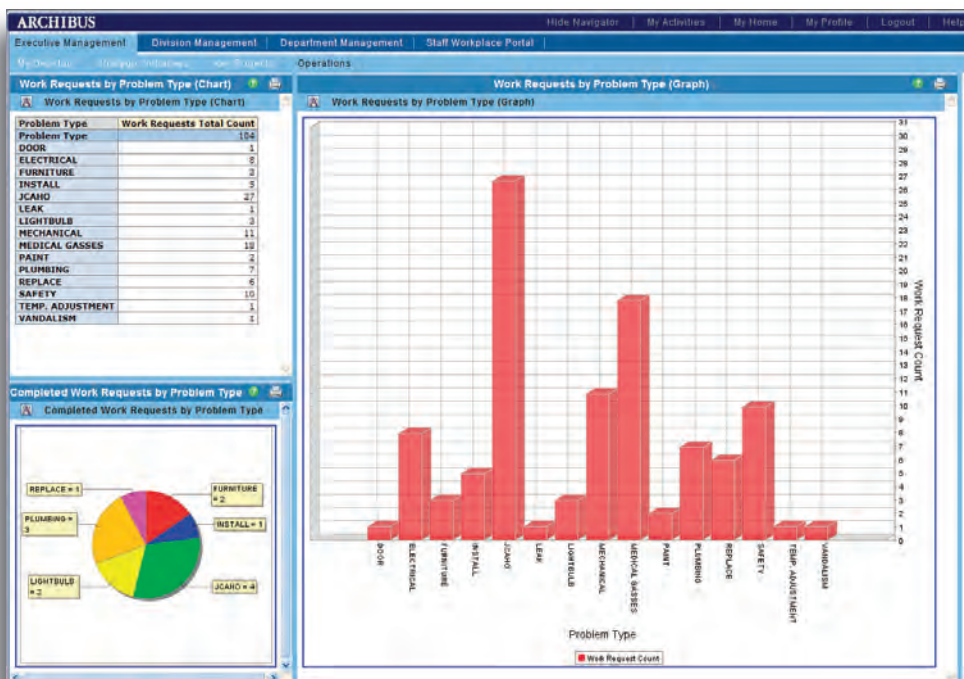 ARCHIBUS
Hide Navigator | My Activities | My Home | My Profile | Logout | Help
Executive Management | Division Management | Department Management | Staff Workplace Portal
Operations
Work Requests by Problem Type (Chart)
Work Requests by Problem Type (Chart)
Problem Type Work Requests Total Count
Problem Type 104
DOOR 1
ELECTRICAL 8
FURNITURE 3
INSTALL 5
JCAHO 27
LEAK 1
LIGHTBULB 3
MECHANICAL 11
MEDICAL GASSES 18
PAINT 2
PLUMBING 7
REPLACE 6
SAFETY 10
TEMP. ADJUSTMENT 1
VANDALISM 1
Completed Work Requests by Problem Type
Completed Work Requests by Problem Type
REPLACE = 1
FURNITURE
= 2
PLUMBING =
3
INSTALL = 1
LIGHTBULB
= 2
JCAHO = 4
Work Requests by Problem Type (Graph)
Work Requests by Problem Type (Graph)
31
30
29
28
27
26
25
24
23
22
21
20
19
18
17
16
15
14
13
12
11
10
9
8
7
6
5
4
3
2
1
0
Work Request Count
DOOR
ELECTRICAL
FURNITURE
INSTALL
JCAHO
LEAK
LIGHTBULB
MECHANICAL
MEDICAL GASSES
PAINT
PLUMBING
REPLACE
SAFETY
TEMP. ADJUSTMENT
VANDALISM
Problem Type
Work Request Count